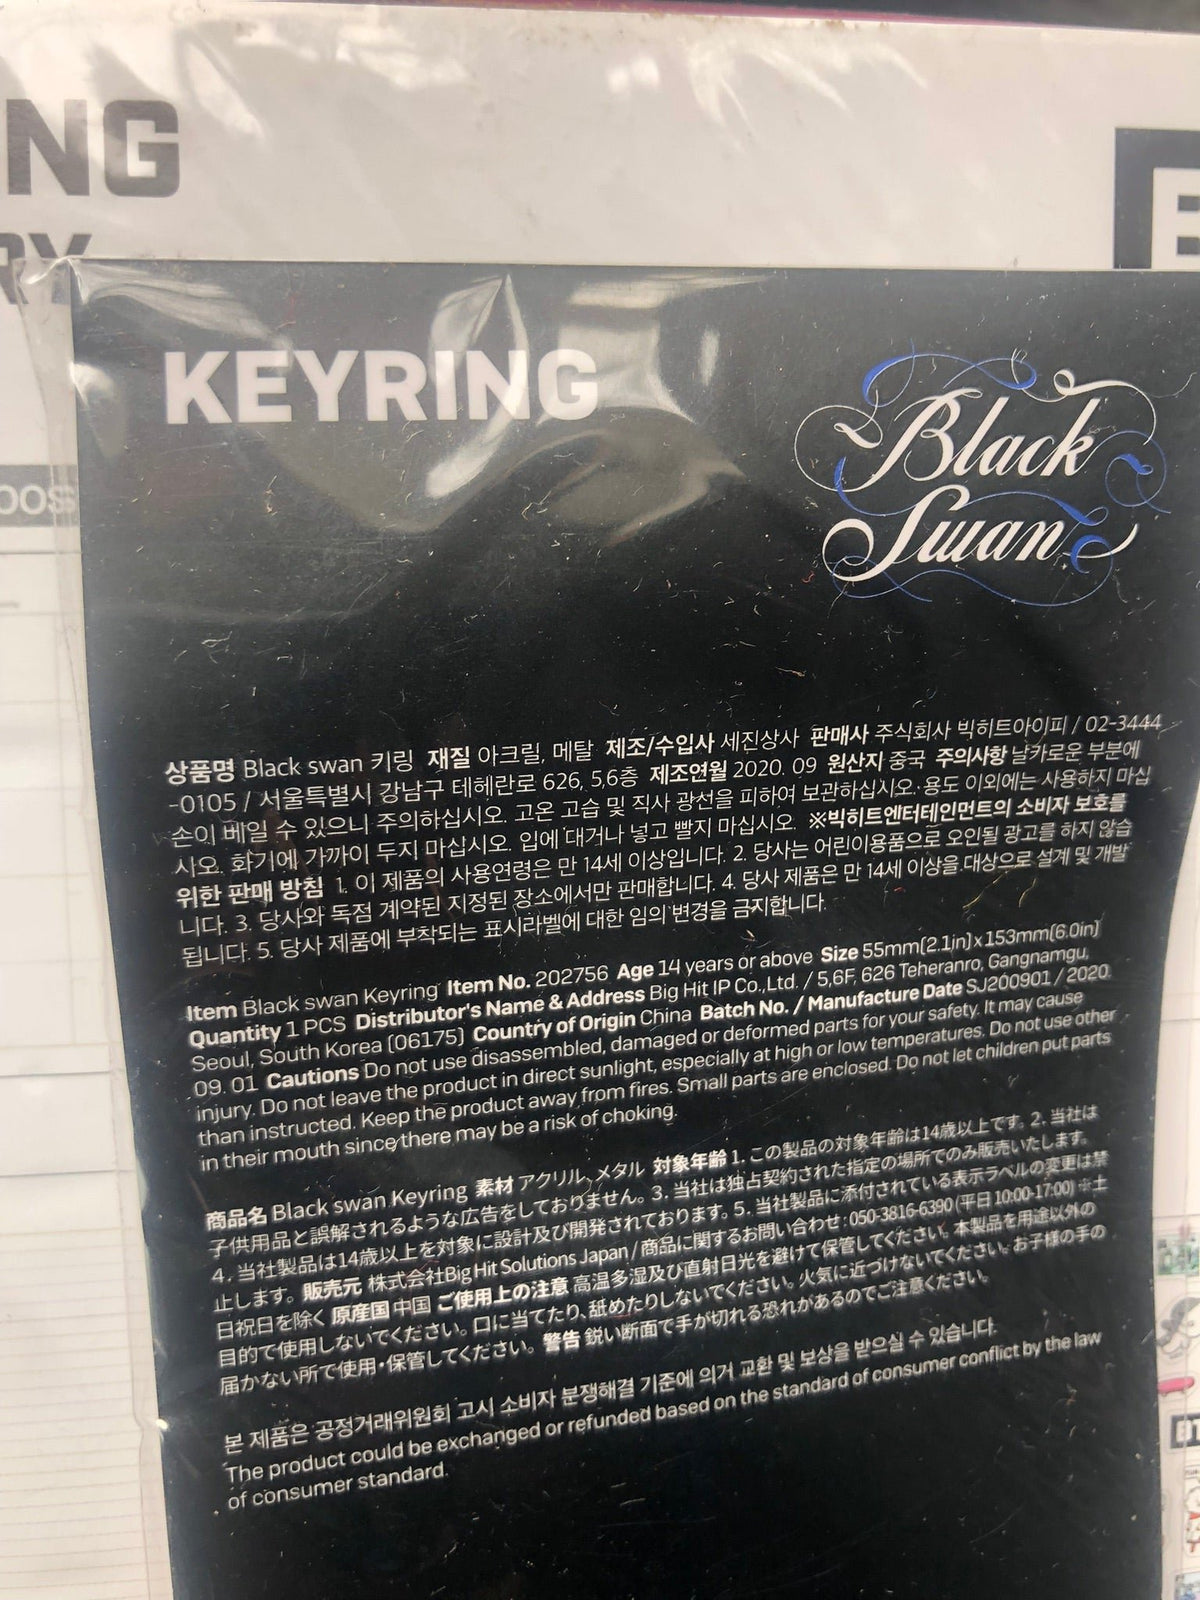 NG
RY
KEYRING
Black
Swan
상품명 Black swan 키링 재질 아크릴, 메탈 제조/수입사 세진상사 판매사 주식회사 빅히트아이피 / 02-3444
-0105 / 서울특별시 강남구 테헤란로 626, 5,6층 제조연월 2020. 09 원산지 중국 주의사항 날카로운 부분에
손이 베일 수 있으니 주의하십시오. 고온 고습 및 직사 광선을 피하여 보관하십시오. 용도 이외에는 사용하지 마십
시오. 화기에 가까이 두지 마십시오. 입에 대거나 넣고 빨지 마십시오. ※빅히트엔터테인먼트의 소비자 보호를
위한 판매 방침 1. 이 제품의 사용연령은 만 14세 이상입니다. 2. 당사는 어린이용품으로 오인될 광고를 하지 않습
니다. 3. 당사와 독점 계약된 지정된 장소에서만 판매합니다. 4. 당사 제품은 만 14세 이상을 대상으로 설계 및 개발
됩니다. 5. 당사 제품에 부착되는 표시라벨에 대한 임의 변경을 금지합니다.
Item Black swan Keyring Item No. 202756 Age 14 years or above Size 55mm(2.1in) x 153mm(6.0in)
Quantity 1 PCS Distributor's Name & Address Big Hit IP Co., Ltd. / 5,6F, 626 Teheranro, Gangnamgu,
Seoul, South Korea (06175) Country of Origin China Batch No. / Manufacture Date SJ200901 / 2020.
09. 01 Cautions Do not use disassembled, damaged or deformed parts for your safety. It may cause
injury. Do not leave the product in direct sunlight, especially at high or low temperatures. Do not use other
than instructed. Keep the product away from fires. Small parts are enclosed. Do not let children put parts
in their mouth since there may be a risk of choking.
商品名 Black swan Keyring 素材 アクリル, メタル 対象年齢 1. この製品の対象年齢は14歳以上です。 2. 当社は
子供用品と誤解されるような広告をしておりません。 3. 当社は独占契約された指定の場所でのみ販売いたします。
4. 当社製品は14歳以上を対象に設計及び開発されております。 5. 当社製品に添付されている表示ラベルの変更は禁
止します。 販売元 株式会社Big Hit Solutions Japan / 商品に関するお問い合わせ : 050-3816-6390 (平日 10:00-17:00) ※土
日祝日を除く 原産国 中国 ご使用上の注意 高温多湿及び直射日光を避けて保管してください。 本製品を用途以外の
目的で使用しないでください。 口に当てたり、舐めたりしないでください。 火気に近づけないでください。 お子様の手の
届かない所で使用・保管してください。 警告 鋭い断面で手が切れる恐れがあるのでご注意ください。
본 제품은 공정거래위원회 고시 소비자 분쟁해결 기준에 의거 교환 및 보상을 받으실 수 있습니다.
The product could be exchanged or refunded based on the standard of consumer conflict by the law
of consumer standard.